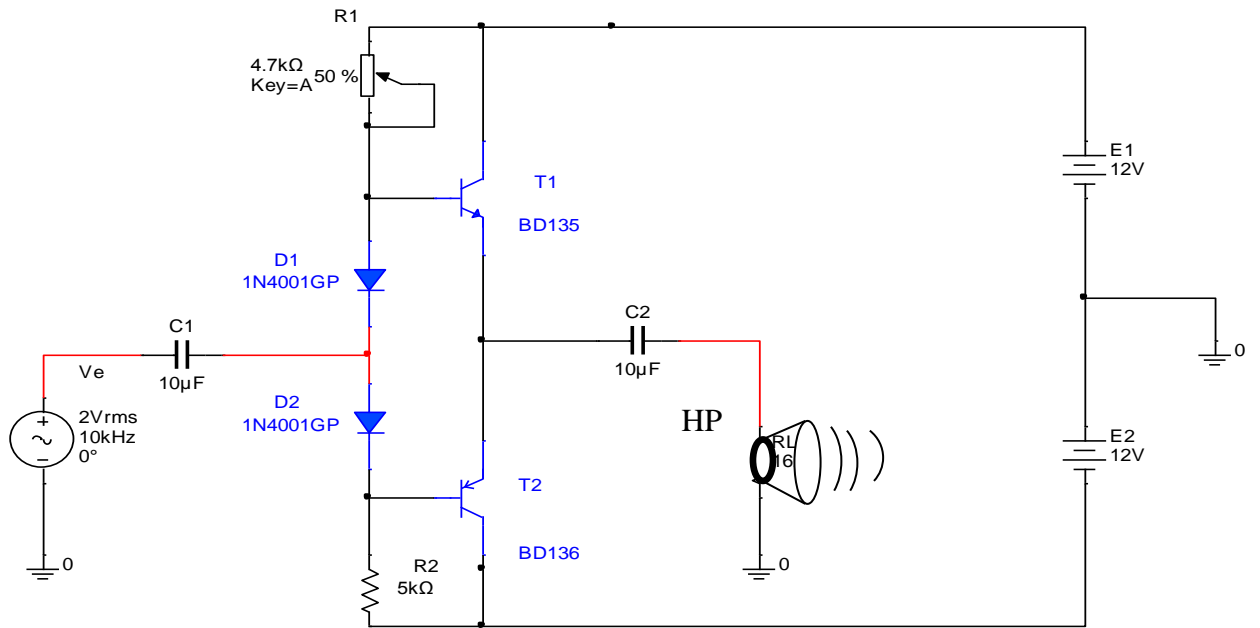 R1
4.7kΩ
Key=A
50 %
E1
12V
T1
BD135
D1
1N4001GP
C1
10µF
C2
10µF
0
Ve
D2
1N4001GP
HP
2Vrms
10kHz
0°
RL
16
E2
12V
T2
BD136
R2
5kΩ
0
0